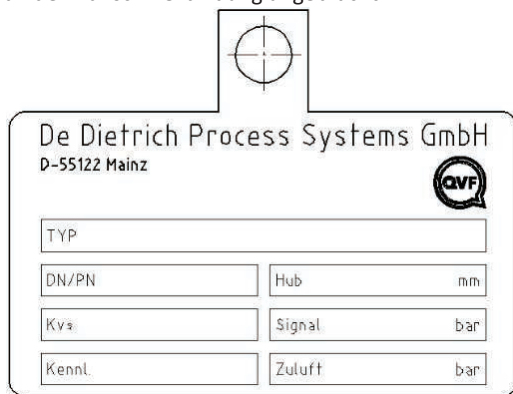 De Dietrich Process Systems GmbH
D-55122 Mainz
QVF
TYP
DN/PN
Hub mm
Kvs
Signal bar
Kennl.
Zuluft bar